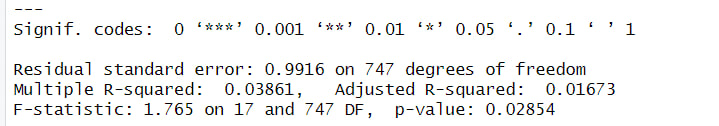 ---
Signif. codes:  0 ‘***’ 0.001 ‘**’ 0.01 ‘*’ 0.05 ‘.’ 0.1 ‘ ’ 1
Residual standard error: 0.9916 on 747 degrees of freedom
Multiple R-squared:  0.03861,   Adjusted R-squared:  0.01673
F-statistic: 1.765 on 17 and 747 DF,  p-value: 0.02854